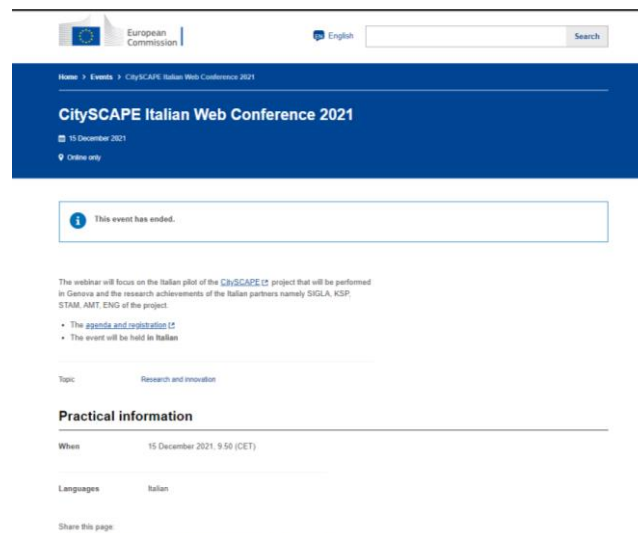 European
Commission
EN English
Search
Home > Events > CitySCAPE Italian Web Conference 2021
CitySCAPE Italian Web Conference 2021
15 December 2021
Online only
This event has ended.
The webinar will focus on the Italian pilot of the CitySCAPE project that will be performed
in Genova and the research achievements of the Italian partners namely SIGLA, KSP,
STAM, AMT, ENG of the project.
• The agenda and registration
• The event will be held in Italian
Topic Research and innovation
Practical information
When 15 December 2021, 9.50 (CET)
Languages Italian
Share this page: